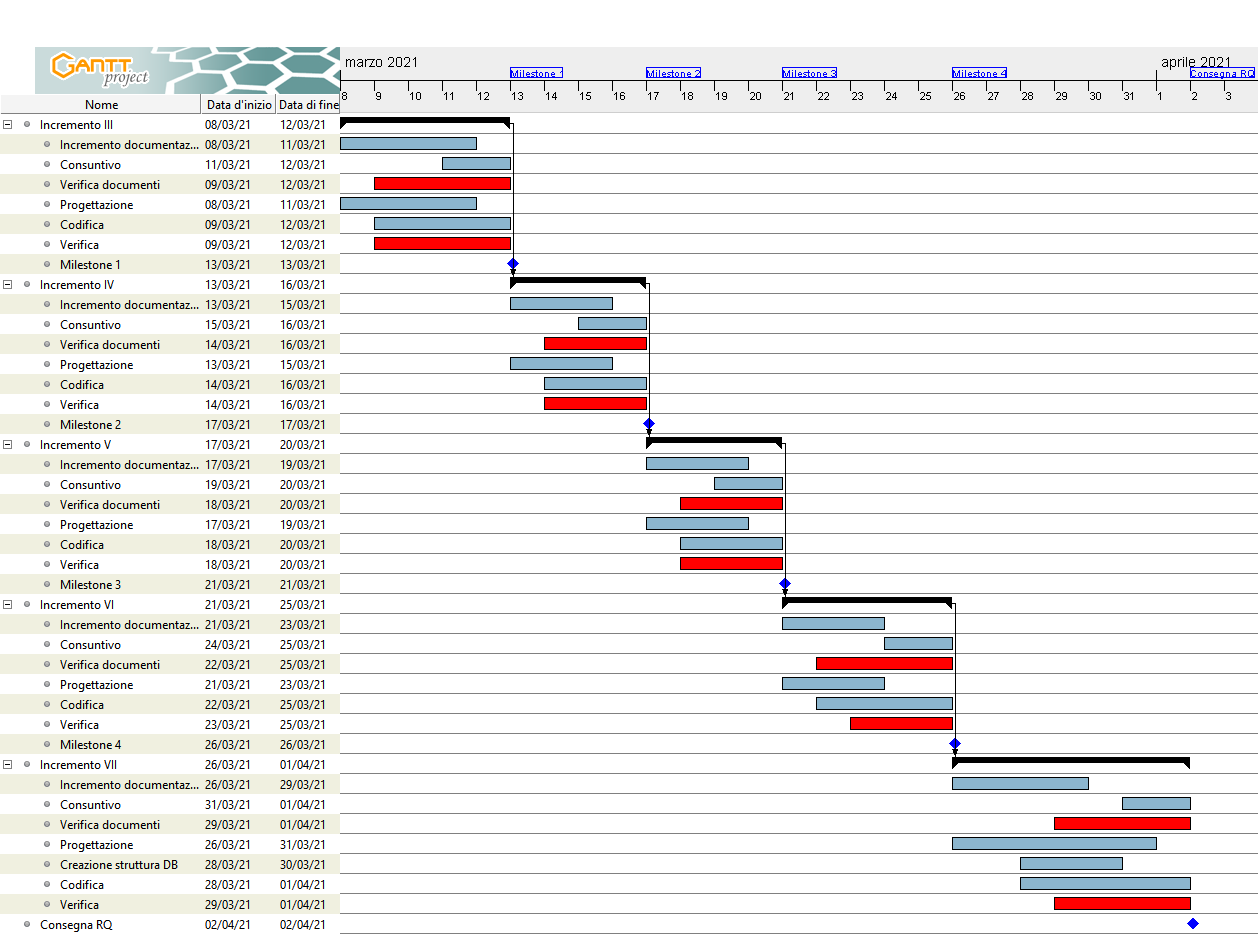 GANTT
project
marzo 2021
aprile 2021
Milestone 1
Milestone 2
Milestone 3
Milestone 4
Consegna RQ
Nome Data d'inizio Data di fine
8 9 10 11 12 13 14 15 16 17 18 19 20 21 22 23 24 25 26 27 28 29 30 31 1 2 3
Incremento III 08/03/21 12/03/21
Incremento documentaz... 08/03/21 11/03/21
Consuntivo 11/03/21 12/03/21
Verifica documenti 09/03/21 12/03/21
Progettazione 08/03/21 11/03/21
Codifica 09/03/21 12/03/21
Verifica 09/03/21 12/03/21
Milestone 1 13/03/21 13/03/21
Incremento IV 13/03/21 16/03/21
Incremento documentaz... 13/03/21 15/03/21
Consuntivo 15/03/21 16/03/21
Verifica documenti 14/03/21 16/03/21
Progettazione 13/03/21 15/03/21
Codifica 14/03/21 16/03/21
Verifica 14/03/21 16/03/21
Milestone 2 17/03/21 17/03/21
Incremento V 17/03/21 20/03/21
Incremento documentaz... 17/03/21 19/03/21
Consuntivo 19/03/21 20/03/21
Verifica documenti 18/03/21 20/03/21
Progettazione 17/03/21 19/03/21
Codifica 18/03/21 20/03/21
Verifica 18/03/21 20/03/21
Milestone 3 21/03/21 21/03/21
Incremento VI 21/03/21 25/03/21
Incremento documentaz... 21/03/21 23/03/21
Consuntivo 24/03/21 25/03/21
Verifica documenti 22/03/21 25/03/21
Progettazione 21/03/21 23/03/21
Codifica 22/03/21 25/03/21
Verifica 23/03/21 25/03/21
Milestone 4 26/03/21 26/03/21
Incremento VII 26/03/21 01/04/21
Incremento documentaz... 26/03/21 29/03/21
Consuntivo 31/03/21 01/04/21
Verifica documenti 29/03/21 01/04/21
Progettazione 26/03/21 31/03/21
Creazione struttura DB 28/03/21 30/03/21
Codifica 28/03/21 01/04/21
Verifica 29/03/21 01/04/21
Consegna RQ 02/04/21 02/04/21